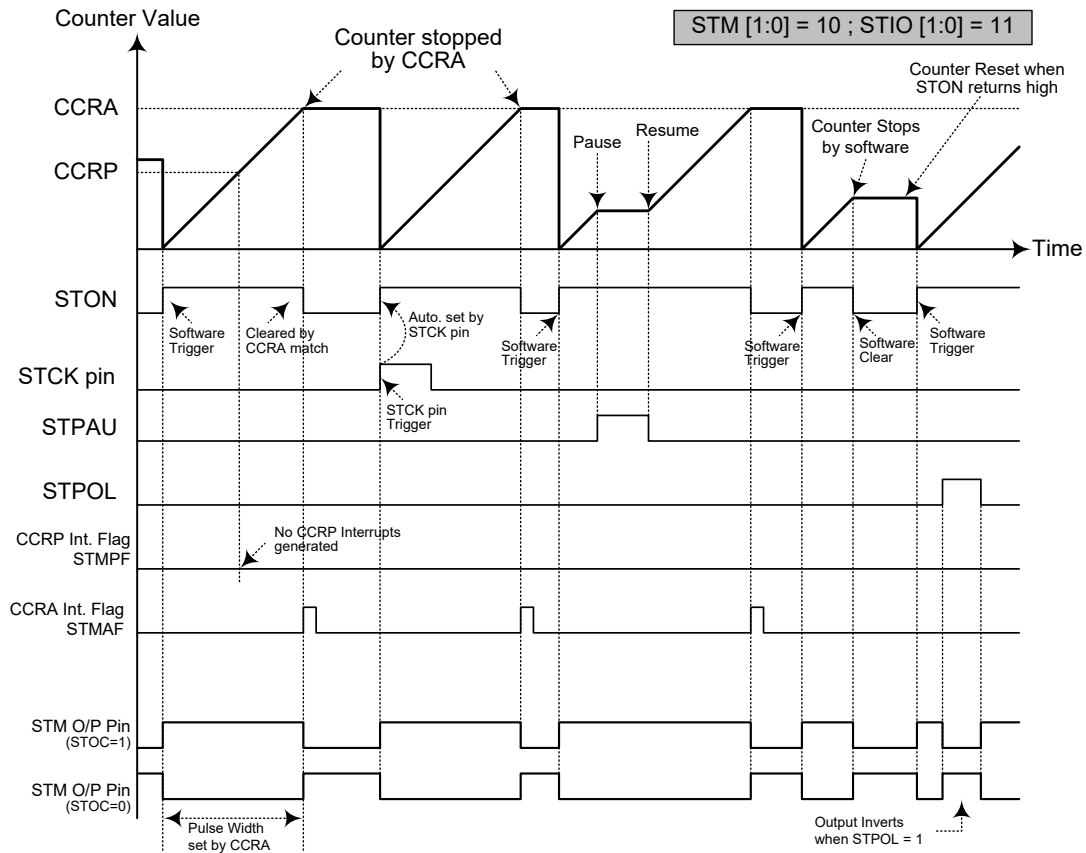 Counter Value
STM [1:0] = 10 ; STIO [1:0] = 11
Counter stopped
by CCRA
Counter Reset when
STON returns high
CCRA
Pause
Resume
Counter Stops
by software
CCRP
Time
STON
Software
Trigger
Cleared by
CCRA match
Auto. set by
STCK pin
Software
Trigger
Software
Trigger
Software
Clear
Software
Trigger
STCK pin
STCK pin
Trigger
STPAU
STPOL
CCRP Int. Flag
STMPF
No CCRP Interrupts
generated
CCRA Int. Flag
STMAF
STM O/P Pin
(STOC=1)
STM O/P Pin
(STOC=0)
Pulse Width
set by CCRA
Output Inverts
when STPOL = 1